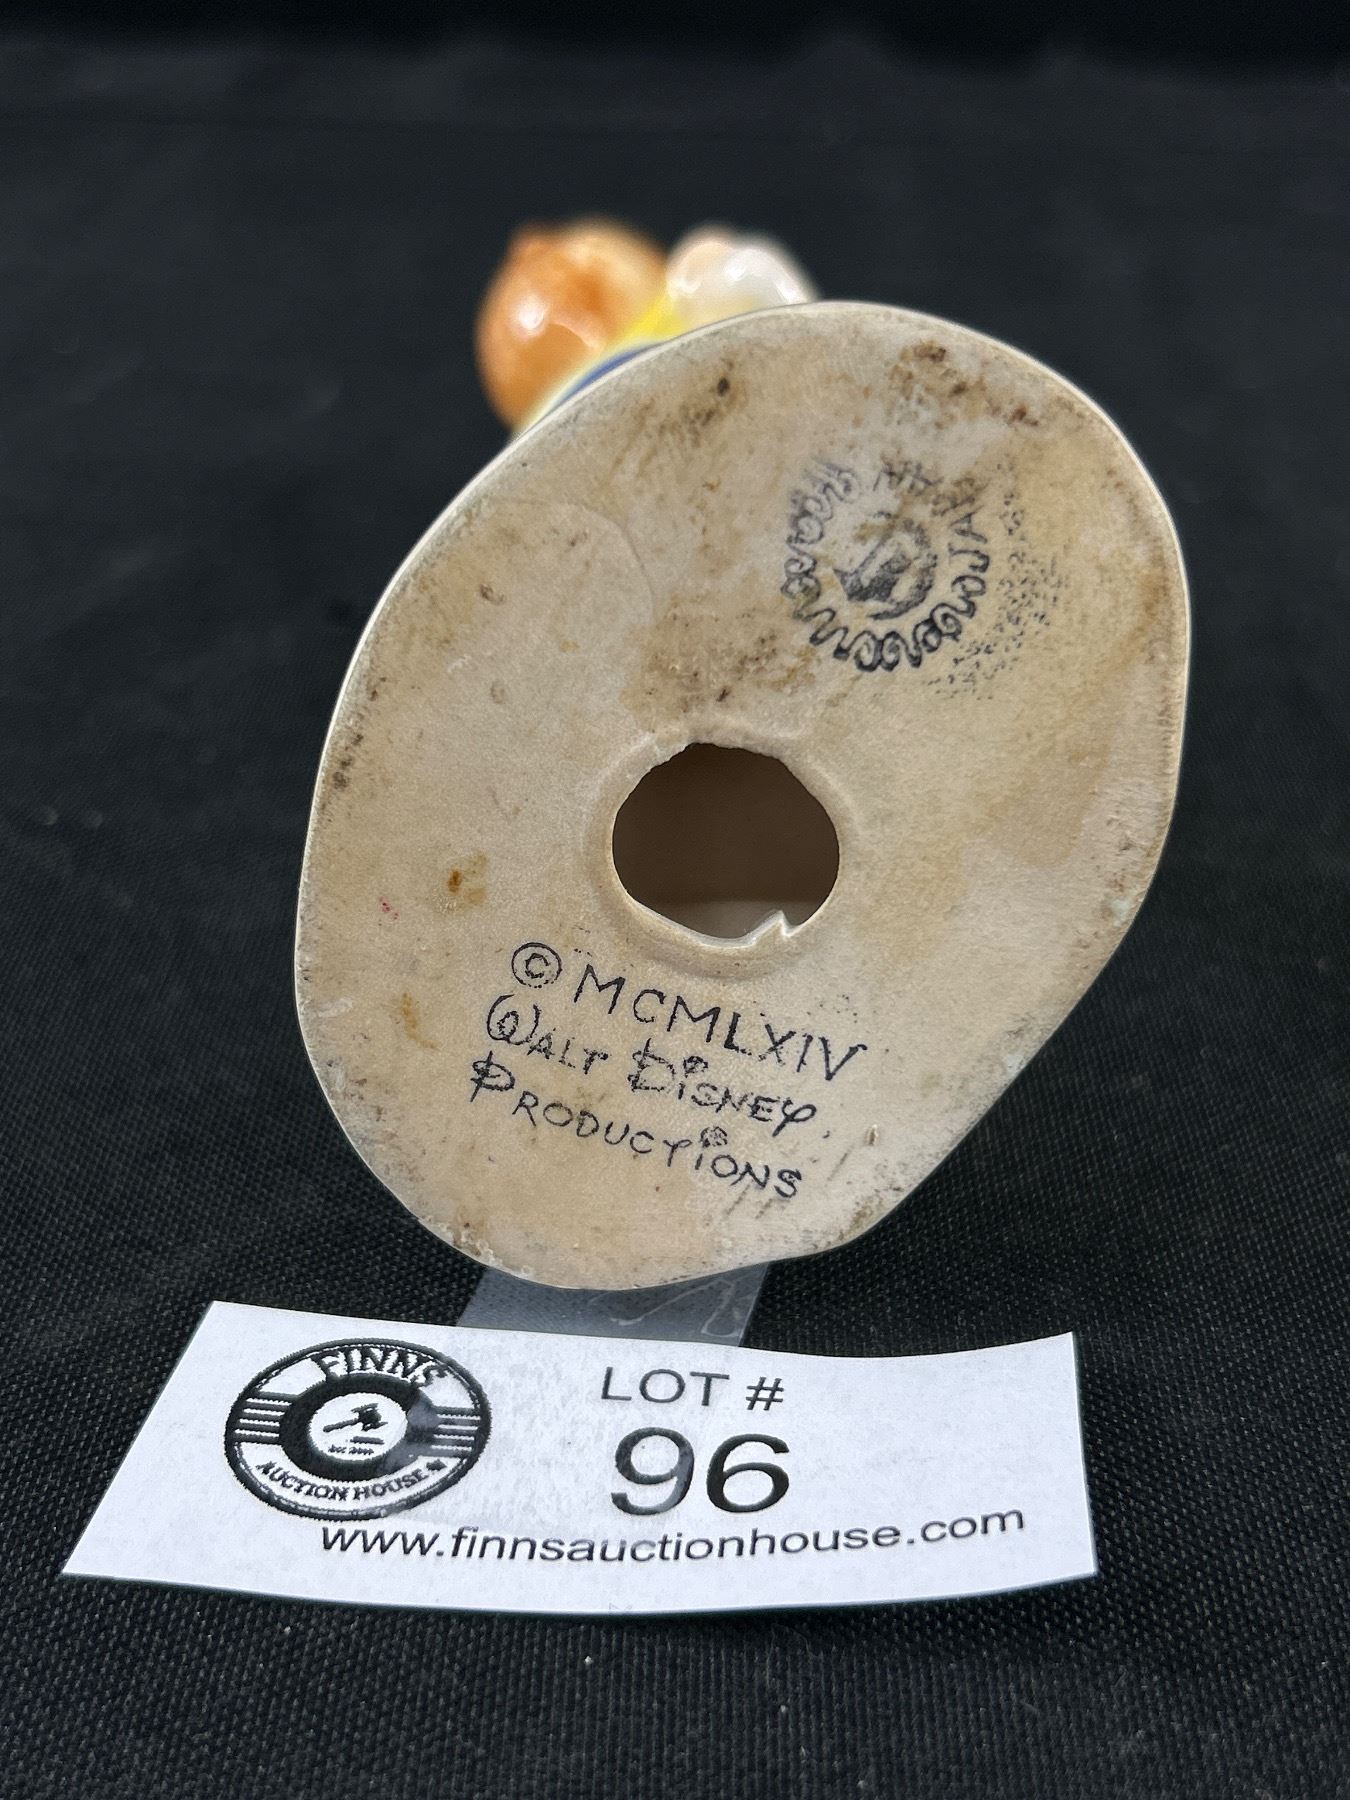 © MCMLXIV
WALT DISNEY
PRODUCTIONS
FINNS
AUCTION HOUSE
LOT #
96
www.finnsauctionhouse.com